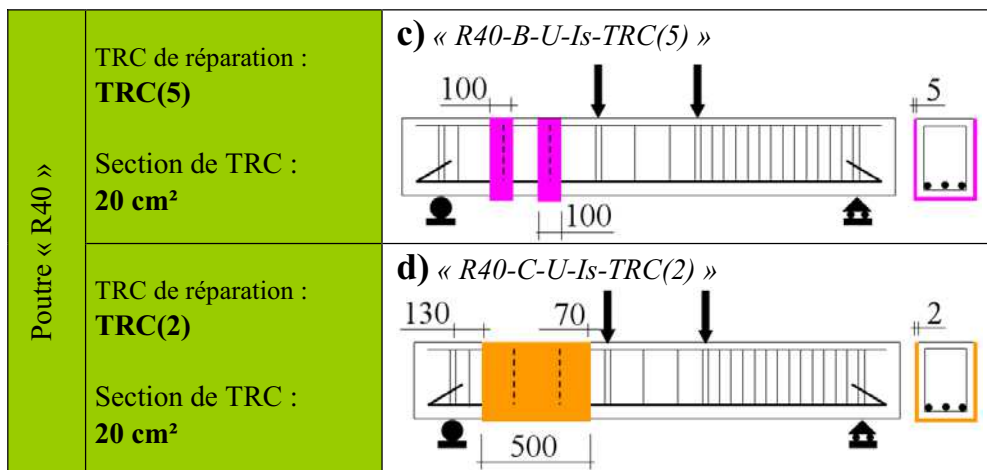 Poutre « R40 »
TRC de réparation :
TRC(5)
Section de TRC :
20 cm²
c) « R40-B-U-Is-TRC(5) »
100
5
100
TRC de réparation :
TRC(2)
Section de TRC :
20 cm²
d) « R40-C-U-Is-TRC(2) »
130
70
2
500